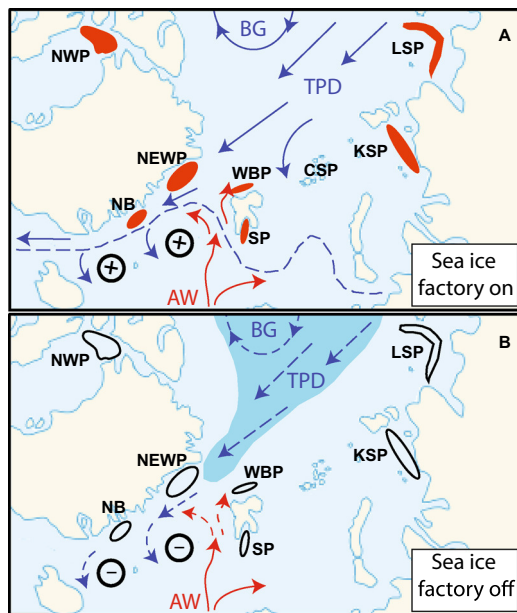 A
NWP
BG
LSP
TPD
NEWP
WBP
CSP
KSP
NB
+
+
SP
AW
Sea ice
factory on
B
NWP
BG
LSP
TPD
NEWP
WBP
KSP
NB
SP
−
−
AW
Sea ice
factory off